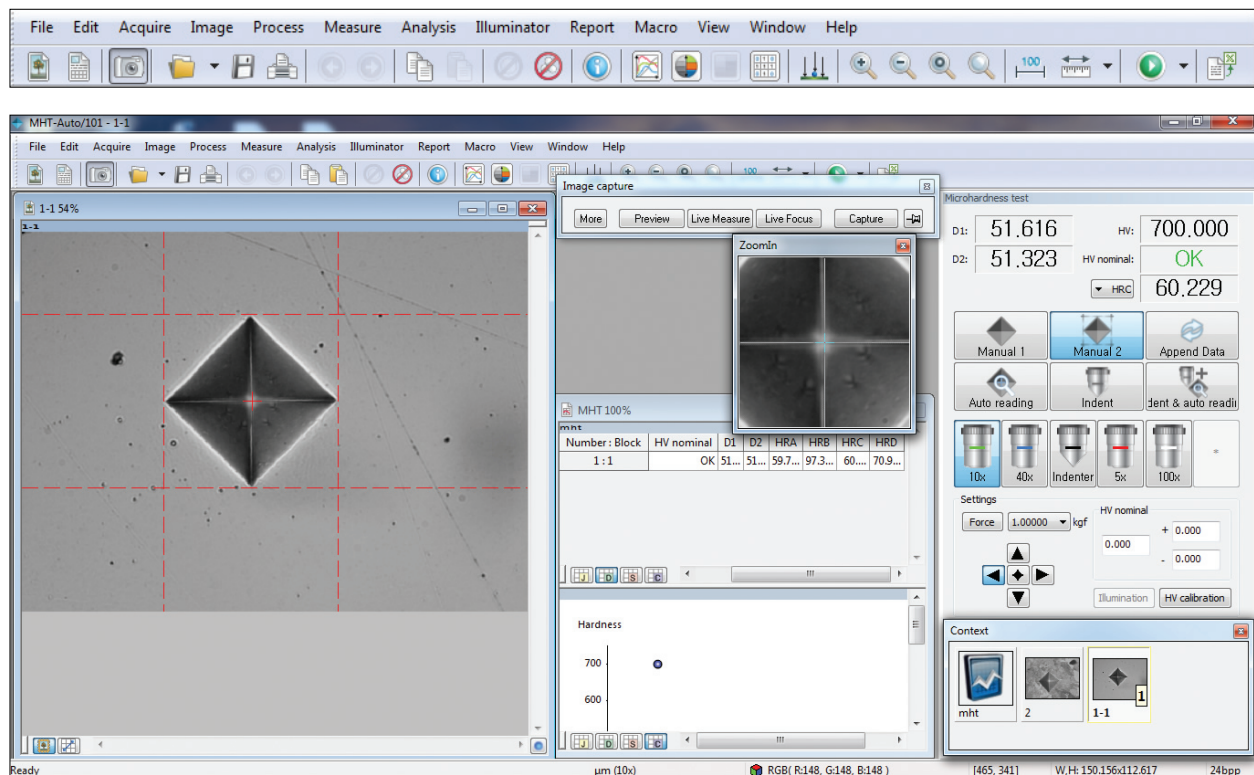 File Edit Acquire Image Process Measure Analysis Illuminator Report Macro View Window Help
100
MHT-Auto/101 - 1-1
File Edit Acquire Image Process Measure Analysis Illuminator Report Macro View Window Help
1-1 54%
1-1
Image capture
More Preview Live Measure Live Focus Capture
ZoomIn
MHT 100%
mht
Number : Block HV nominal D1 D2 HRA HRB HRC HRD
1 : 1 OK 51... 51... 59.7... 97.3... 60.... 70.9...
J D S C
Hardness
700
600
J D S C
Microhardness test
D1: 51.616 HV: 700.000
D2: 51.323 HV nominal: OK
HRC 60.229
Manual 1 Manual 2 Append Data
Auto reading Indent dent & auto readi
10x 40x Indenter 5x 100x *
Settings
Force 1.00000 kgf
HV nominal
+ 0.000
0.000
- 0.000
Illumination HV calibration
Context
1
mht 2 1-1
Ready µm (10x) RGB( R:148, G:148, B:148 ) [465, 341] W,H: 150.156x112.617 24bpp